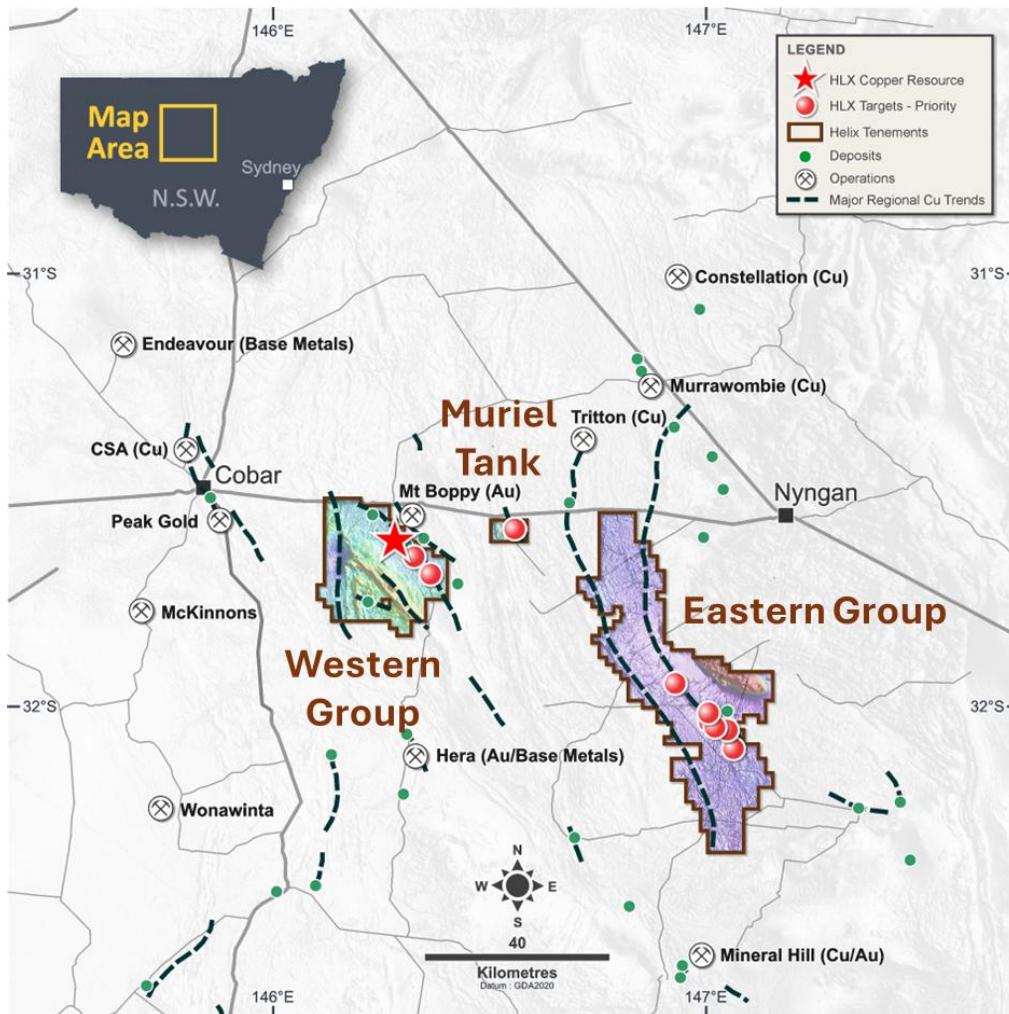 146°E
147°E
LEGEND
HLX Copper Resource
HLX Targets - Priority
Helix Tenements
Deposits
Operations
Major Regional Cu Trends
Map
Area
Sydney
N.S.W.
31°S
31°S
Constellation (Cu)
Endeavour (Base Metals)
Murrawombie (Cu)
Muriel
Tank
Tritton (Cu)
CSA (Cu)
Cobar
Mt Boppy (Au)
Nyngan
Peak Gold
McKinnons
Eastern Group
Western
Group
32°S
32°S
Hera (Au/Base Metals)
Wonawinta
N
W
E
S
40
Kilometres
Datum : GDA2020
Mineral Hill (Cu/Au)
146°E
147°E